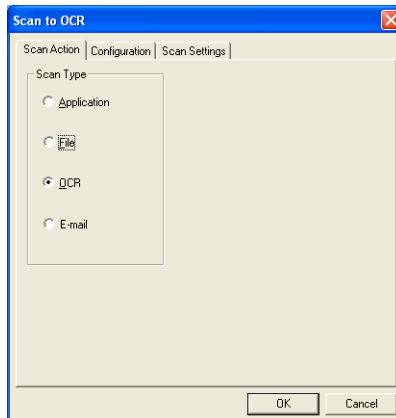 Scan to OCR
Scan Action Configuration Scan Settings
Scan Type
Application
File
OCR
E-mail
OK Cancel